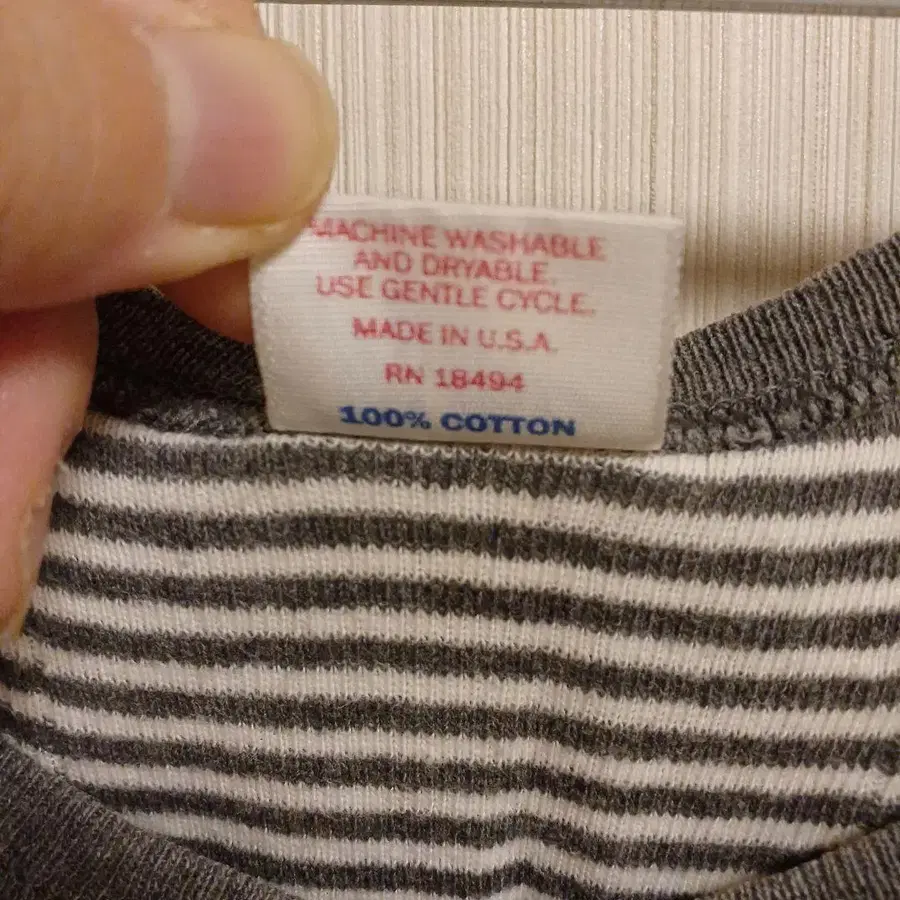 MACHINE WASHABLE
AND DRYABLE.
USE GENTLE CYCLE.
MADE IN U.S.A.
RN 18494
100% COTTON